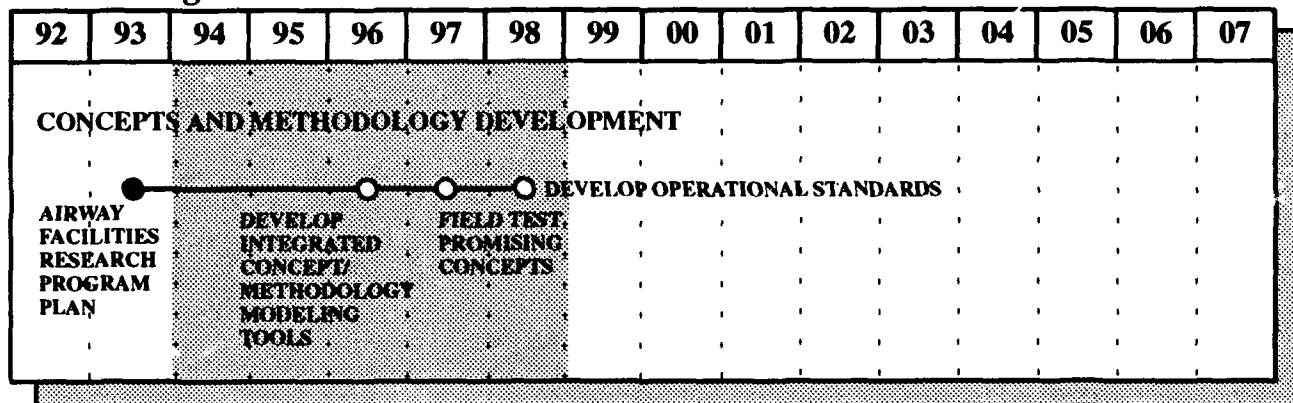 92 93 94 95 96 97 98 99 00 01 02 03 04 05 06 07
CONCEPTS AND METHODOLOGY DEVELOPMENT
DEVELOP OPERATIONAL STANDARDS
AIRWAY
FACILITIES
RESEARCH
PROGRAM
PLAN
DEVELOP
INTEGRATED
CONCEPT/
METHODOLOGY
MODELING
TOOLS
FIELD TEST
PROMISING
CONCEPTS